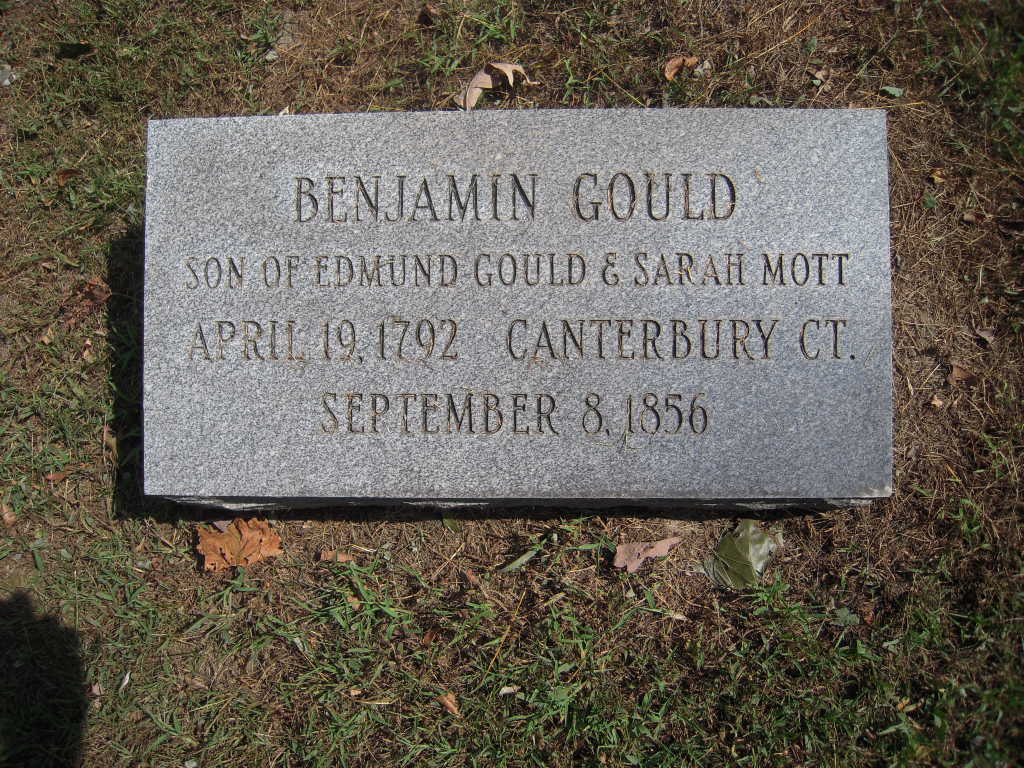 BENJAMIN GOULD
SON OF EDMUND GOULD & SARAH MOTT
APRIL 19, 1792 CANTERBURY CT.
SEPTEMBER 8, 1856